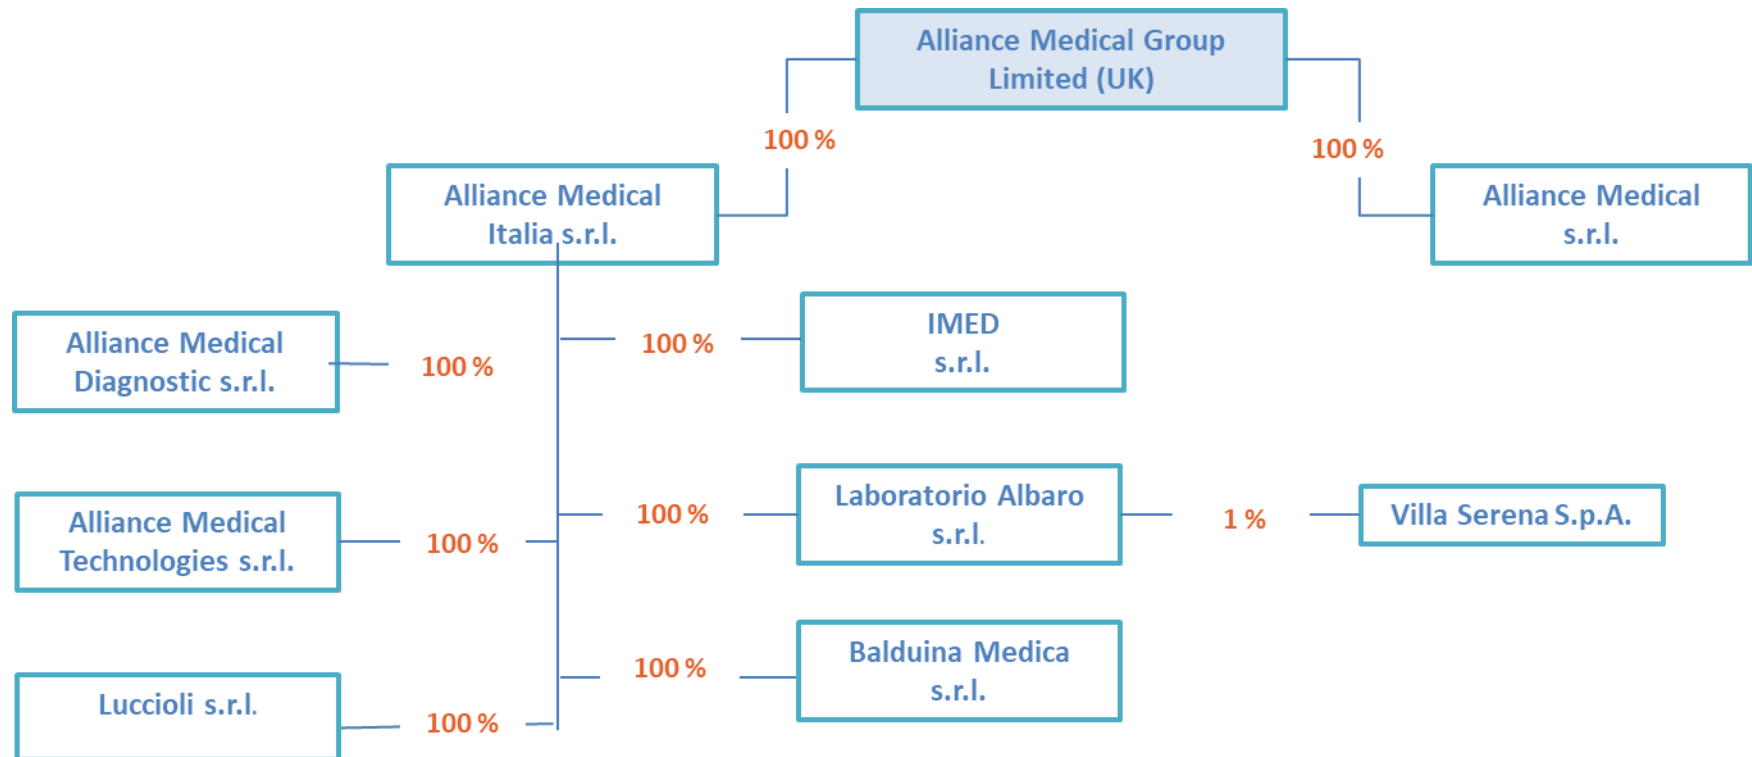 Alliance Medical Group
Limited (UK)
100 %
100 %
Alliance Medical
Italia s.r.l.
Alliance Medical
s.r.l.
Alliance Medical
Diagnostic s.r.l.
100 %
100 %
IMED
s.r.l.
Alliance Medical
Technologies s.r.l.
100 %
100 %
Laboratorio Albaro
s.r.l.
1 %
Villa Serena S.p.A.
Luccioli s.r.l.
100 %
100 %
Balduina Medica
s.r.l.